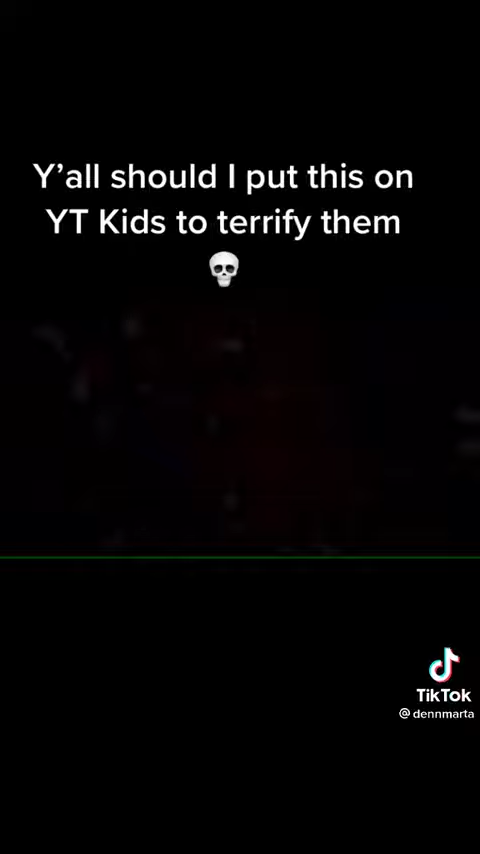 Y’all should I put this on
YT Kids to terrify them
💀
TikTok
@dennmarta